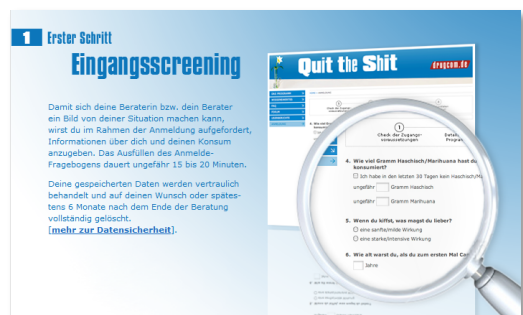 1 Erster Schritt
Eingangsscreening
Damit sich deine Beraterin bzw. dein Berater
ein Bild von deiner Situation machen kann,
wirst du im Rahmen der Anmeldung aufgefordert,
Informationen über dich und deinen Konsum
anzugeben. Das Ausfüllen des Anmelde-
Fragebogens dauert ungefähr 15 bis 20 Minuten.
Deine gespeicherten Daten werden vertraulich
behandelt und auf deinen Wunsch oder spätes-
tens 6 Monate nach dem Ende der Beratung
vollständig gelöscht.
[mehr zur Datensicherheit].
Quit the Shit
drugcom.de
1
Check der Zugangs-
voraussetzungen
4. Wie viel Gramm Haschisch/Marihuana hast du
konsumiert?
Ich habe in den letzten 30 Tagen kein Haschisch/Ma
ungefähr Gramm Haschisch
ungefähr Gramm Marihuana
5. Wenn du kiffst, was magst du lieber?
eine sanfte/milde Wirkung
eine starke/intensive Wirkung
6. Wie alt warst du, als du zum ersten Mal Can
Jahre